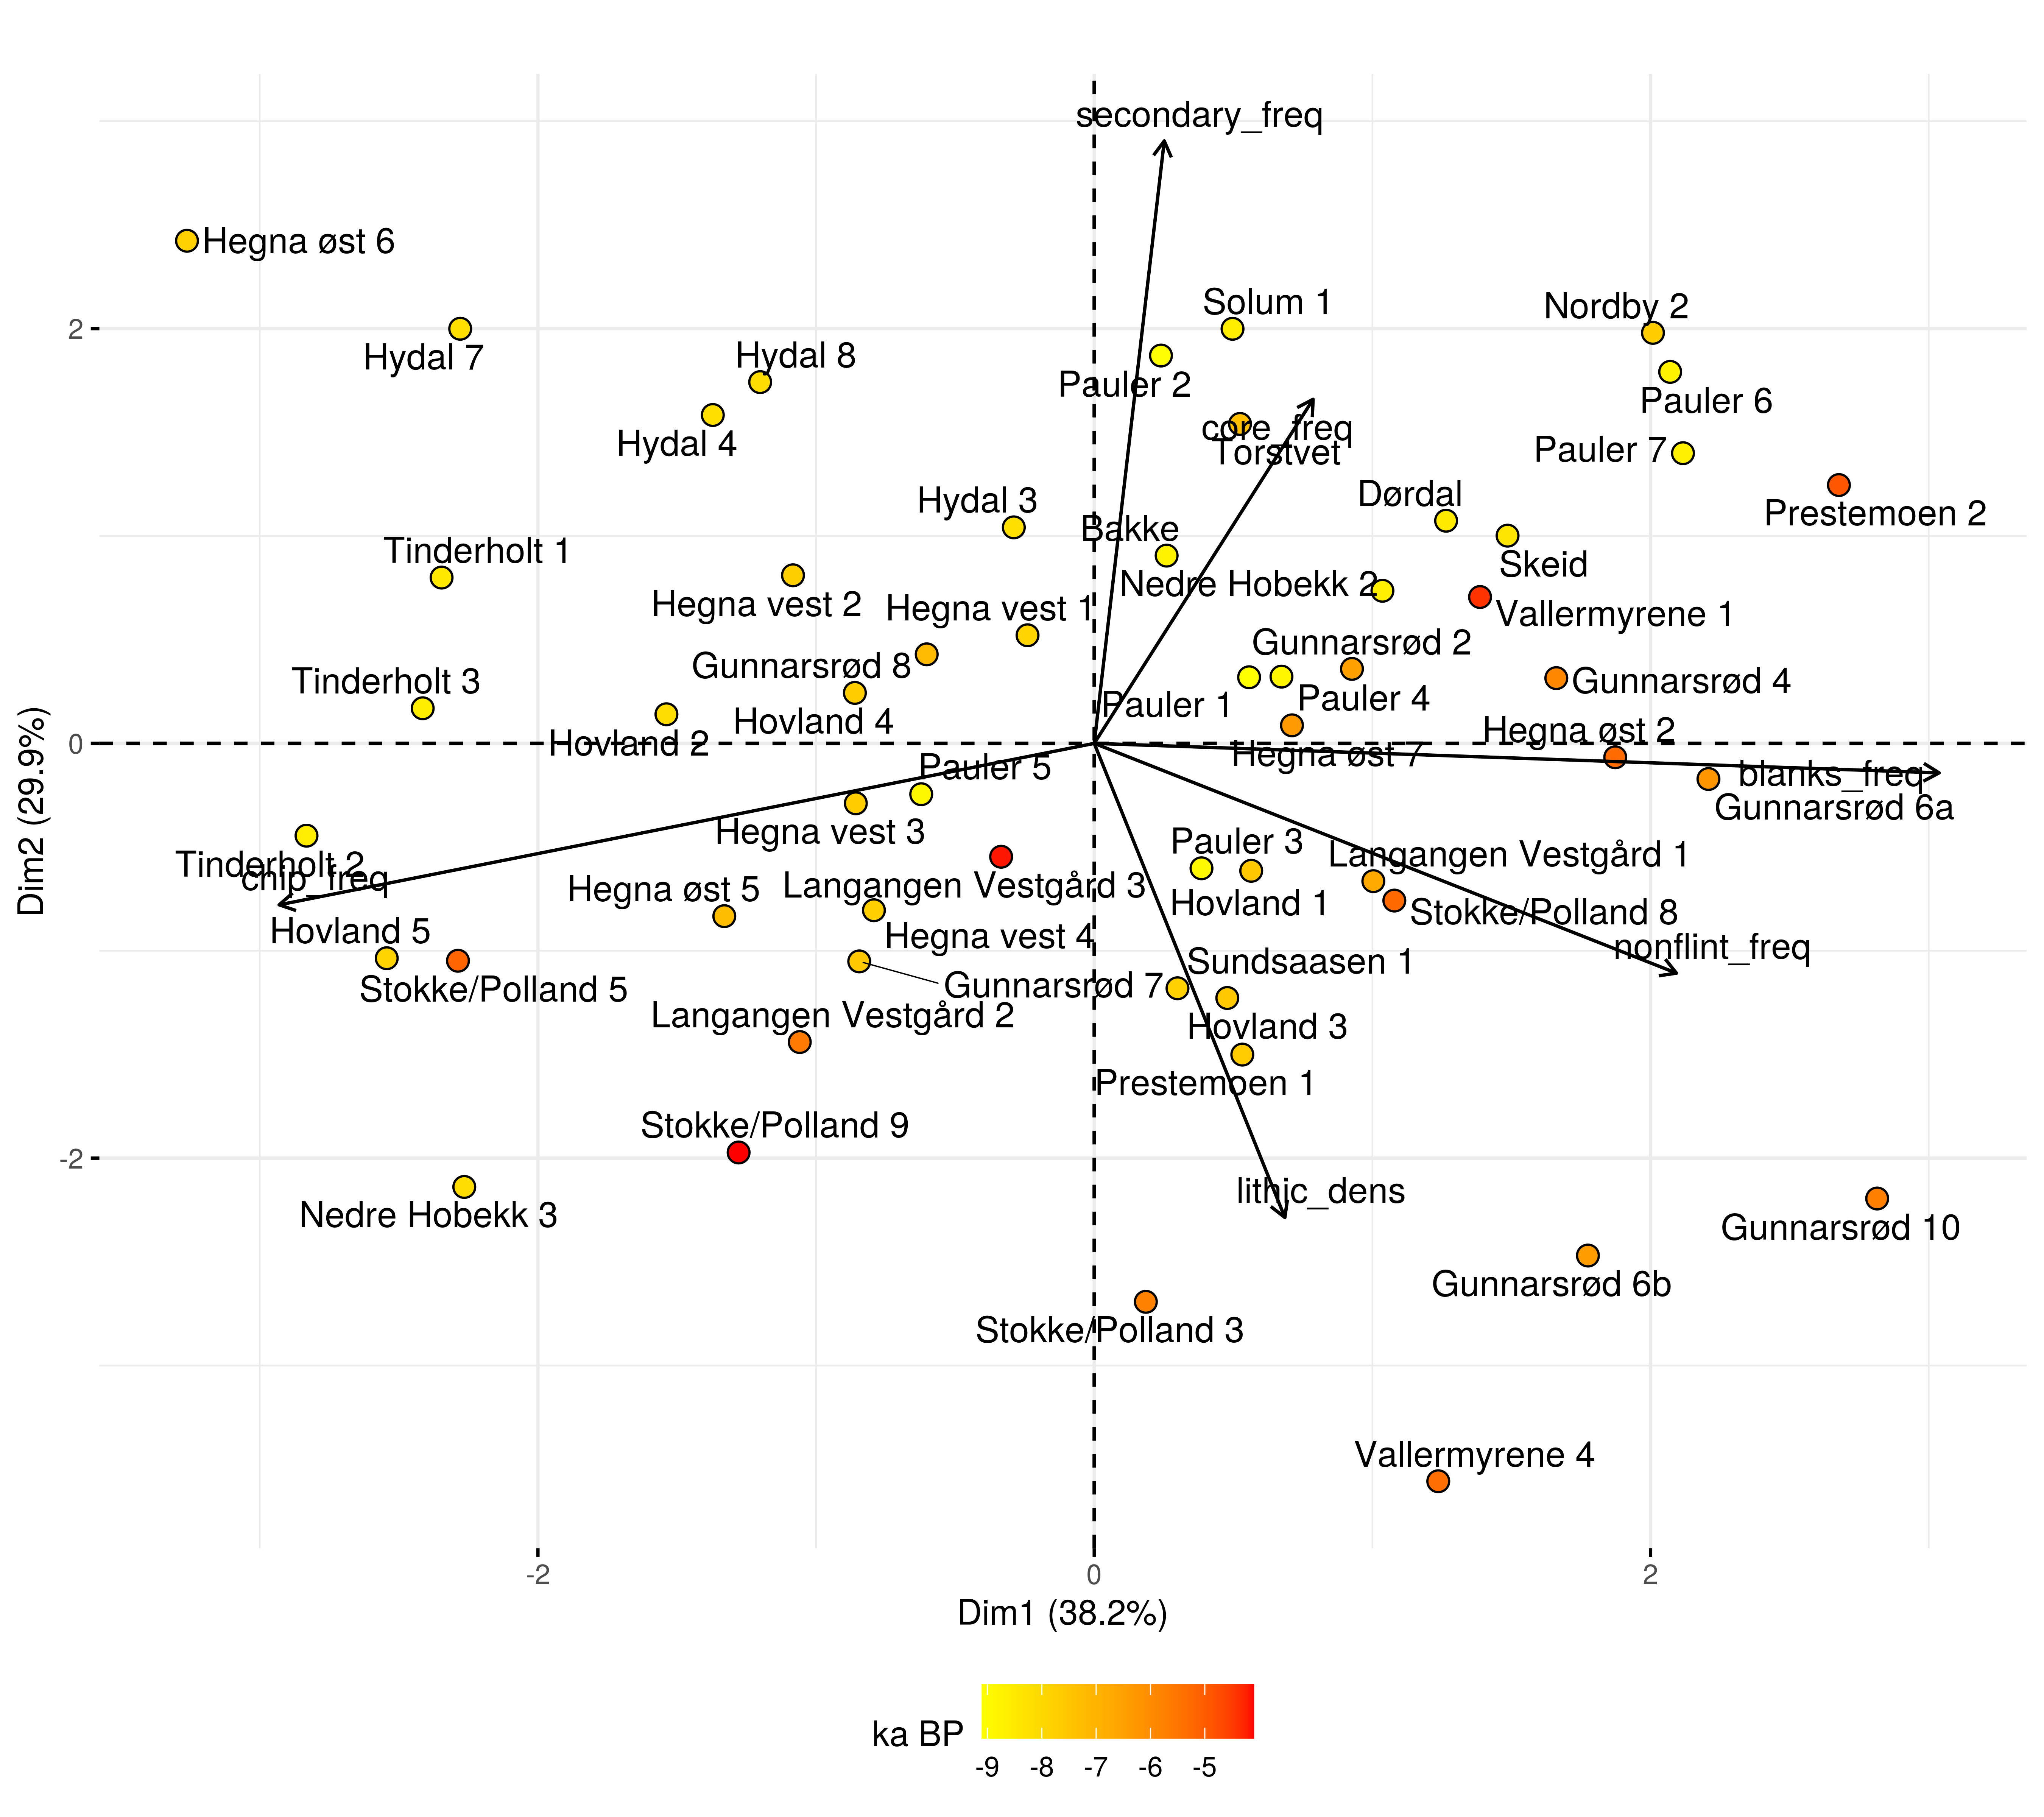 secondary_freq
Hegna øst 6
Solum 1
Nordby 2
2
Hydal 7
Hydal 8
Pauler 2
Pauler 6
core_freq
Hydal 4
Torstvet
Pauler 7
Hydal 3
Dørdal
Prestemoen 2
Bakke
Tinderholt 1
Skeid
Hegna vest 2
Hegna vest 1
Nedre Hobekk 2
Vallermyrene 1
Gunnarsrød 2
Gunnarsrød 8
Tinderholt 3
Gunnarsrød 4
Pauler 4
Pauler 1
Hovland 4
Hegna øst 2
0
Hovland 2
Hegna øst 7
Pauler 5
blanks_freq
Gunnarsrød 6a
Hegna vest 3
Pauler 3
Langangen Vestgård 1
Tinderholt 2
chip_freq
Hegna øst 5
Langangen Vestgård 3
Hovland 1
Stokke/Polland 8
Hovland 5
Hegna vest 4
nonflint_freq
Sundsaasen 1
Stokke/Polland 5
Gunnarsrød 7
Langangen Vestgård 2
Hovland 3
Prestemoen 1
Stokke/Polland 9
-2
lithic_dens
Nedre Hobekk 3
Gunnarsrød 10
Gunnarsrød 6b
Stokke/Polland 3
Vallermyrene 4
Dim2 (29.9%)
-2
0
2
Dim1 (38.2%)
ka BP
-9
-8
-7
-6
-5